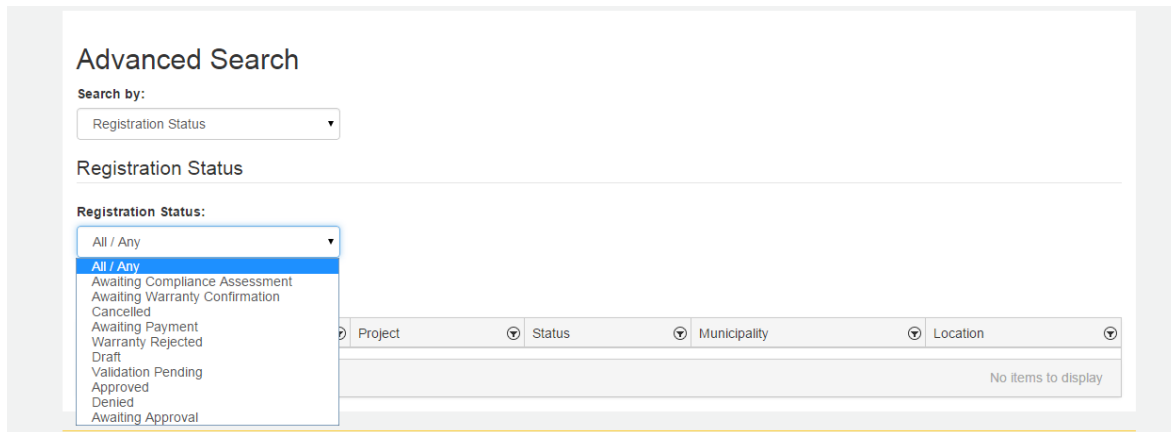 Advanced Search
Search by:
Registration Status
Registration Status
Registration Status:
All / Any
All / Any
Awaiting Compliance Assessment
Awaiting Warranty Confirmation
Cancelled
Awaiting Payment
Warranty Rejected
Draft
Validation Pending
Approved
Denied
Awaiting Approval
Project Status Municipality Location
No items to display